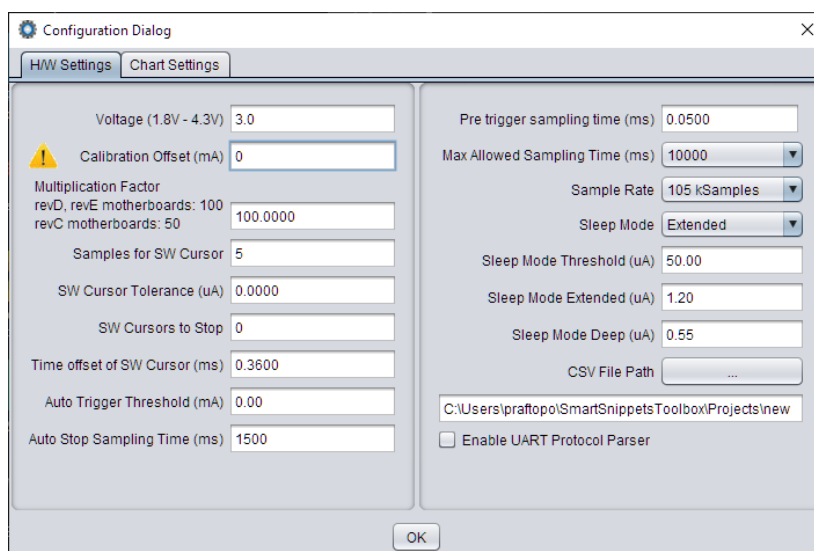 Configuration Dialog
H/W Settings
Chart Settings
Voltage (1.8V - 4.3V) 3.0
Calibration Offset (mA) 0
Multiplication Factor
revD, revE motherboards: 100
revC motherboards: 50
100.0000
Samples for SW Cursor 5
SW Cursor Tolerance (uA) 0.0000
SW Cursors to Stop 0
Time offset of SW Cursor (ms) 0.3600
Auto Trigger Threshold (mA) 0.00
Auto Stop Sampling Time (ms) 1500
Pre trigger sampling time (ms) 0.0500
Max Allowed Sampling Time (ms) 10000
Sample Rate 105 kSamples
Sleep Mode Extended
Sleep Mode Threshold (uA) 50.00
Sleep Mode Extended (uA) 1.20
Sleep Mode Deep (uA) 0.55
CSV File Path ...
C:\Users\praftopo\SmartSnippetsToolbox\Projects\new
Enable UART Protocol Parser
OK